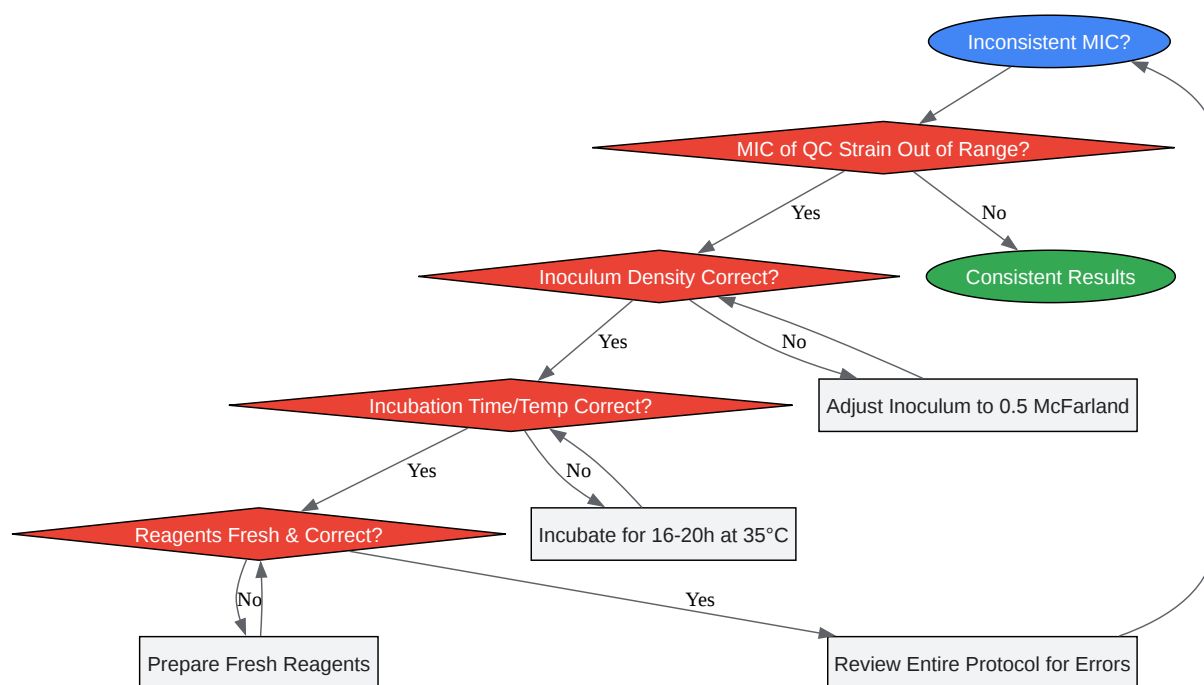 Inconsistent MIC?
MIC of QC Strain Out of Range?
Yes
No
Inoculum Density Correct?
Consistent Results
Yes
No
Incubation Time/Temp Correct?
Adjust Inoculum to 0.5 McFarland
Yes
No
Reagents Fresh & Correct?
Incubate for 16-20h at 35°C
No
Yes
Prepare Fresh Reagents
Review Entire Protocol for Errors